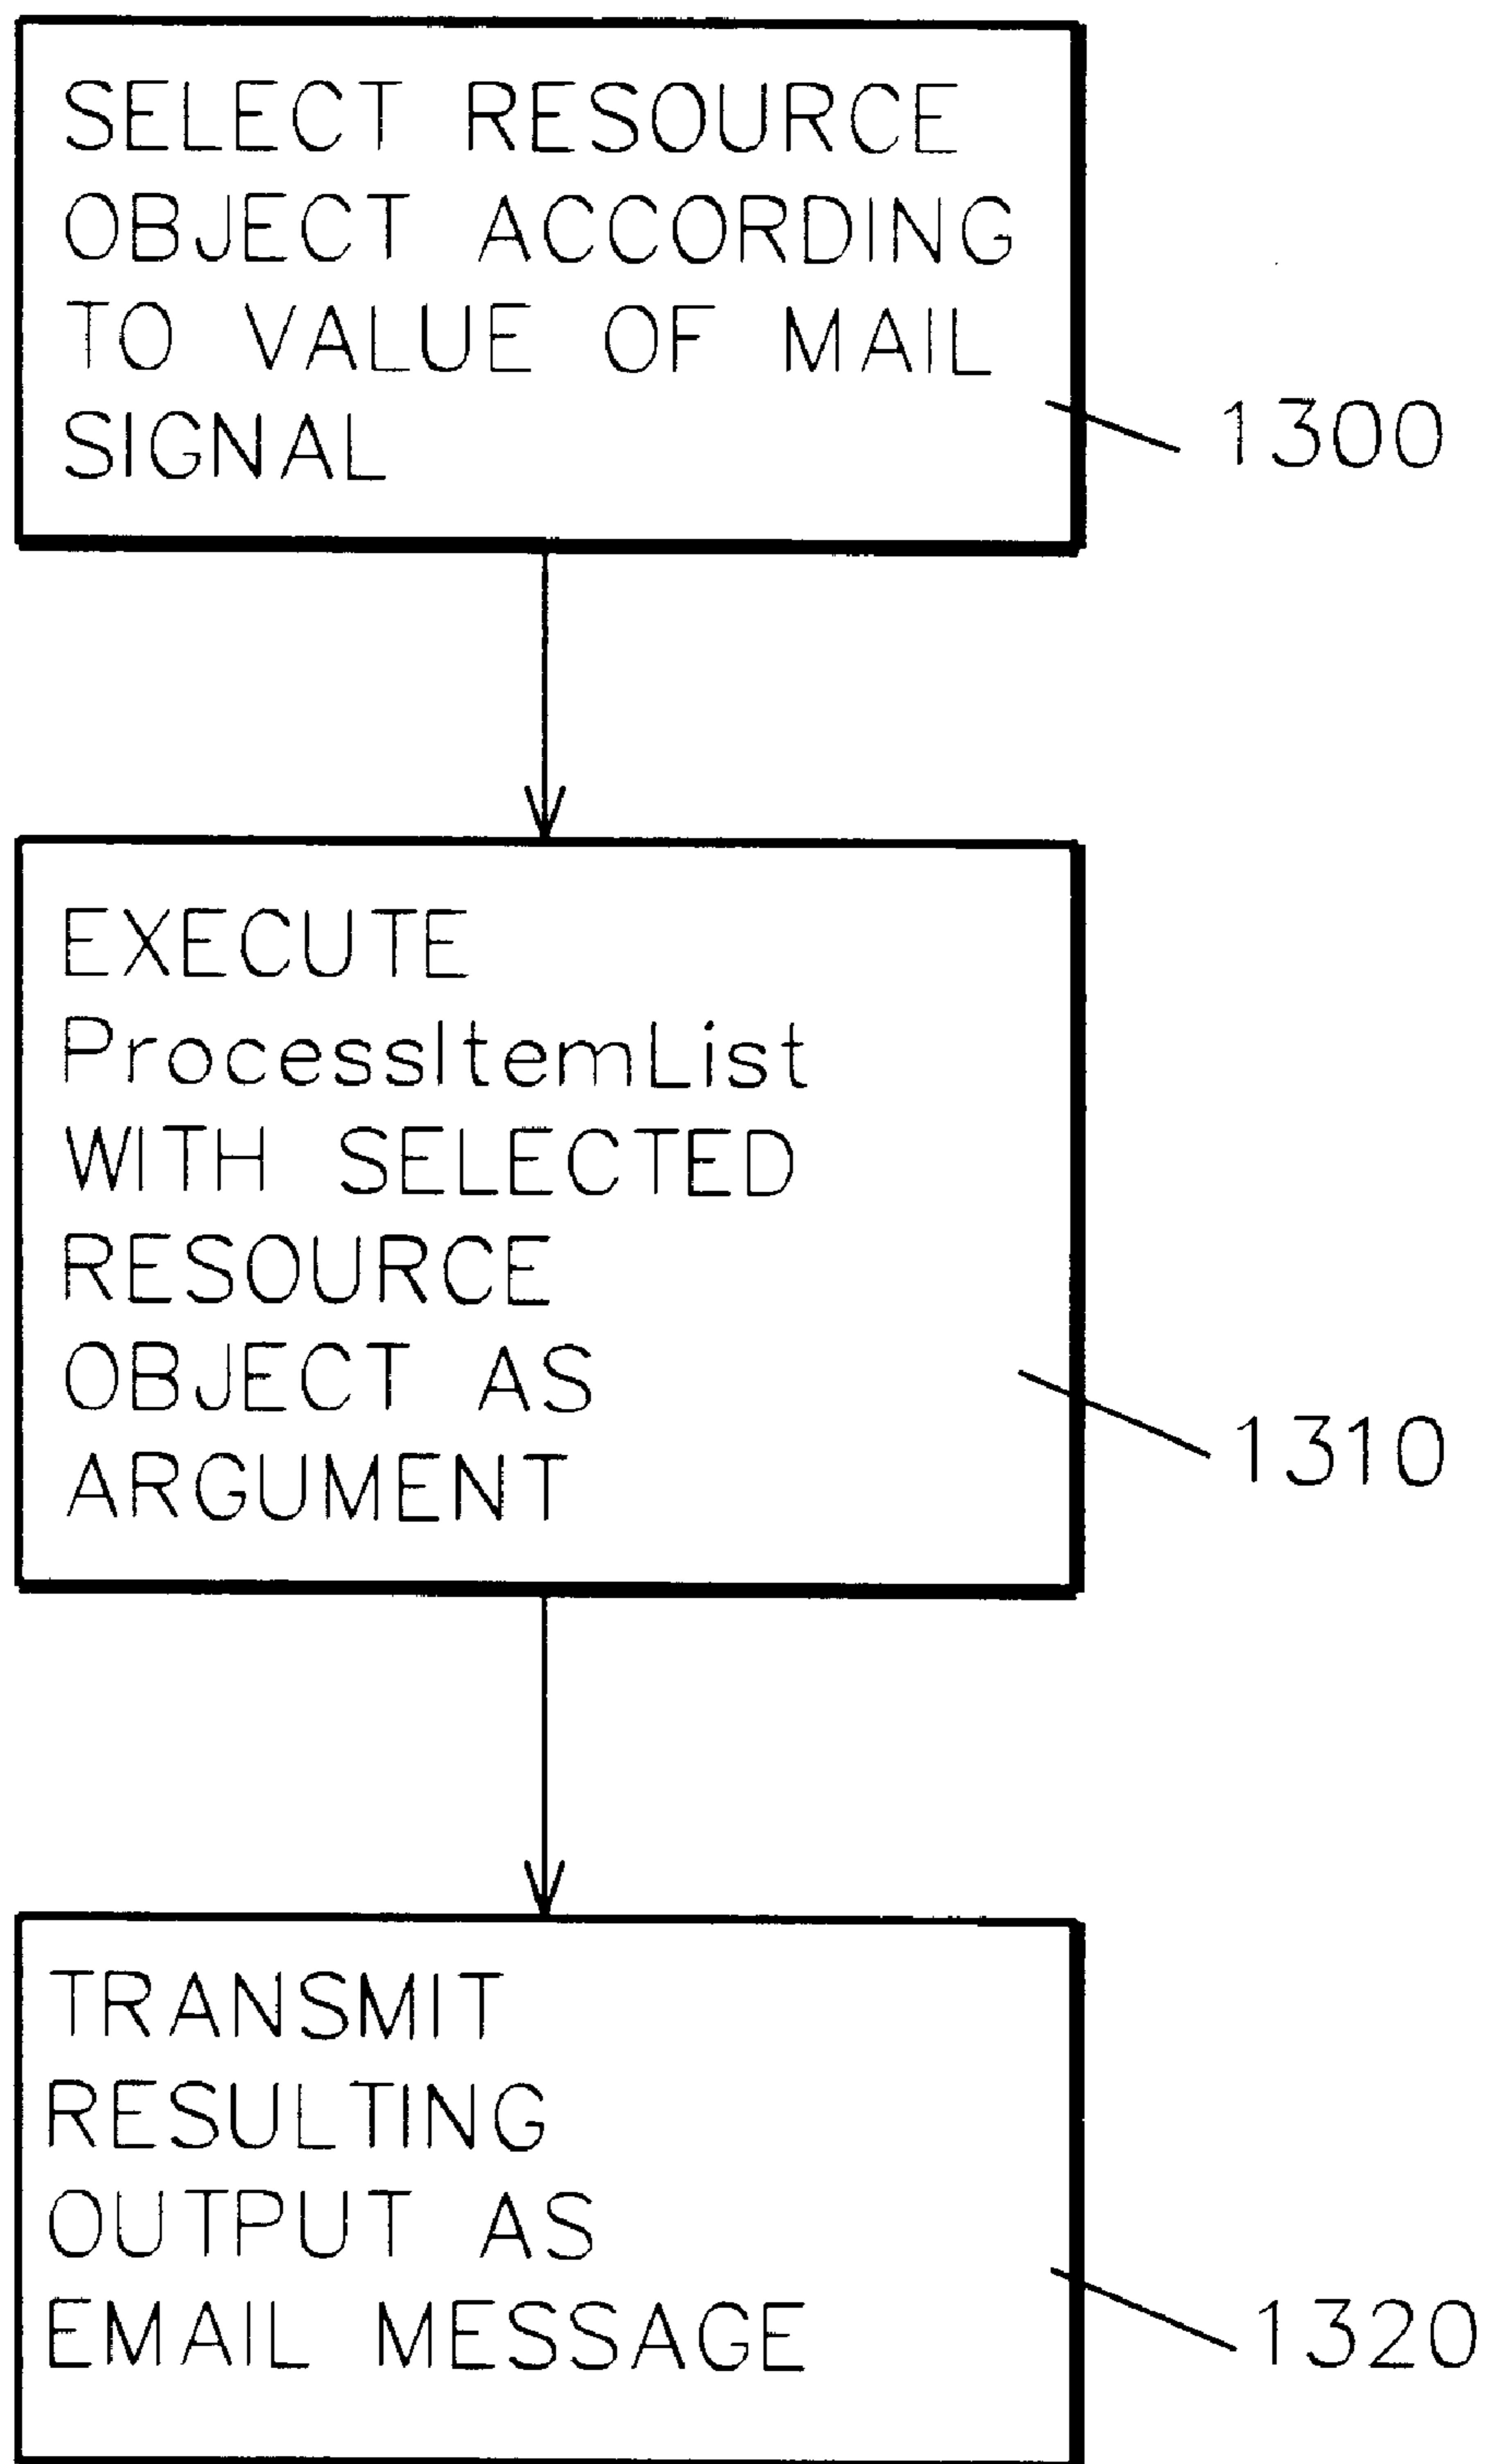 SELECT RESOURCE
OBJECT ACCORDING
TO VALUE OF MAIL
SIGNAL
1300
EXECUTE
ProcessItemList
WITH SELECTED
RESOURCE
OBJECT AS
ARGUMENT
1310
TRANSMIT
RESULTING
OUTPUT AS
EMAIL MESSAGE
1320